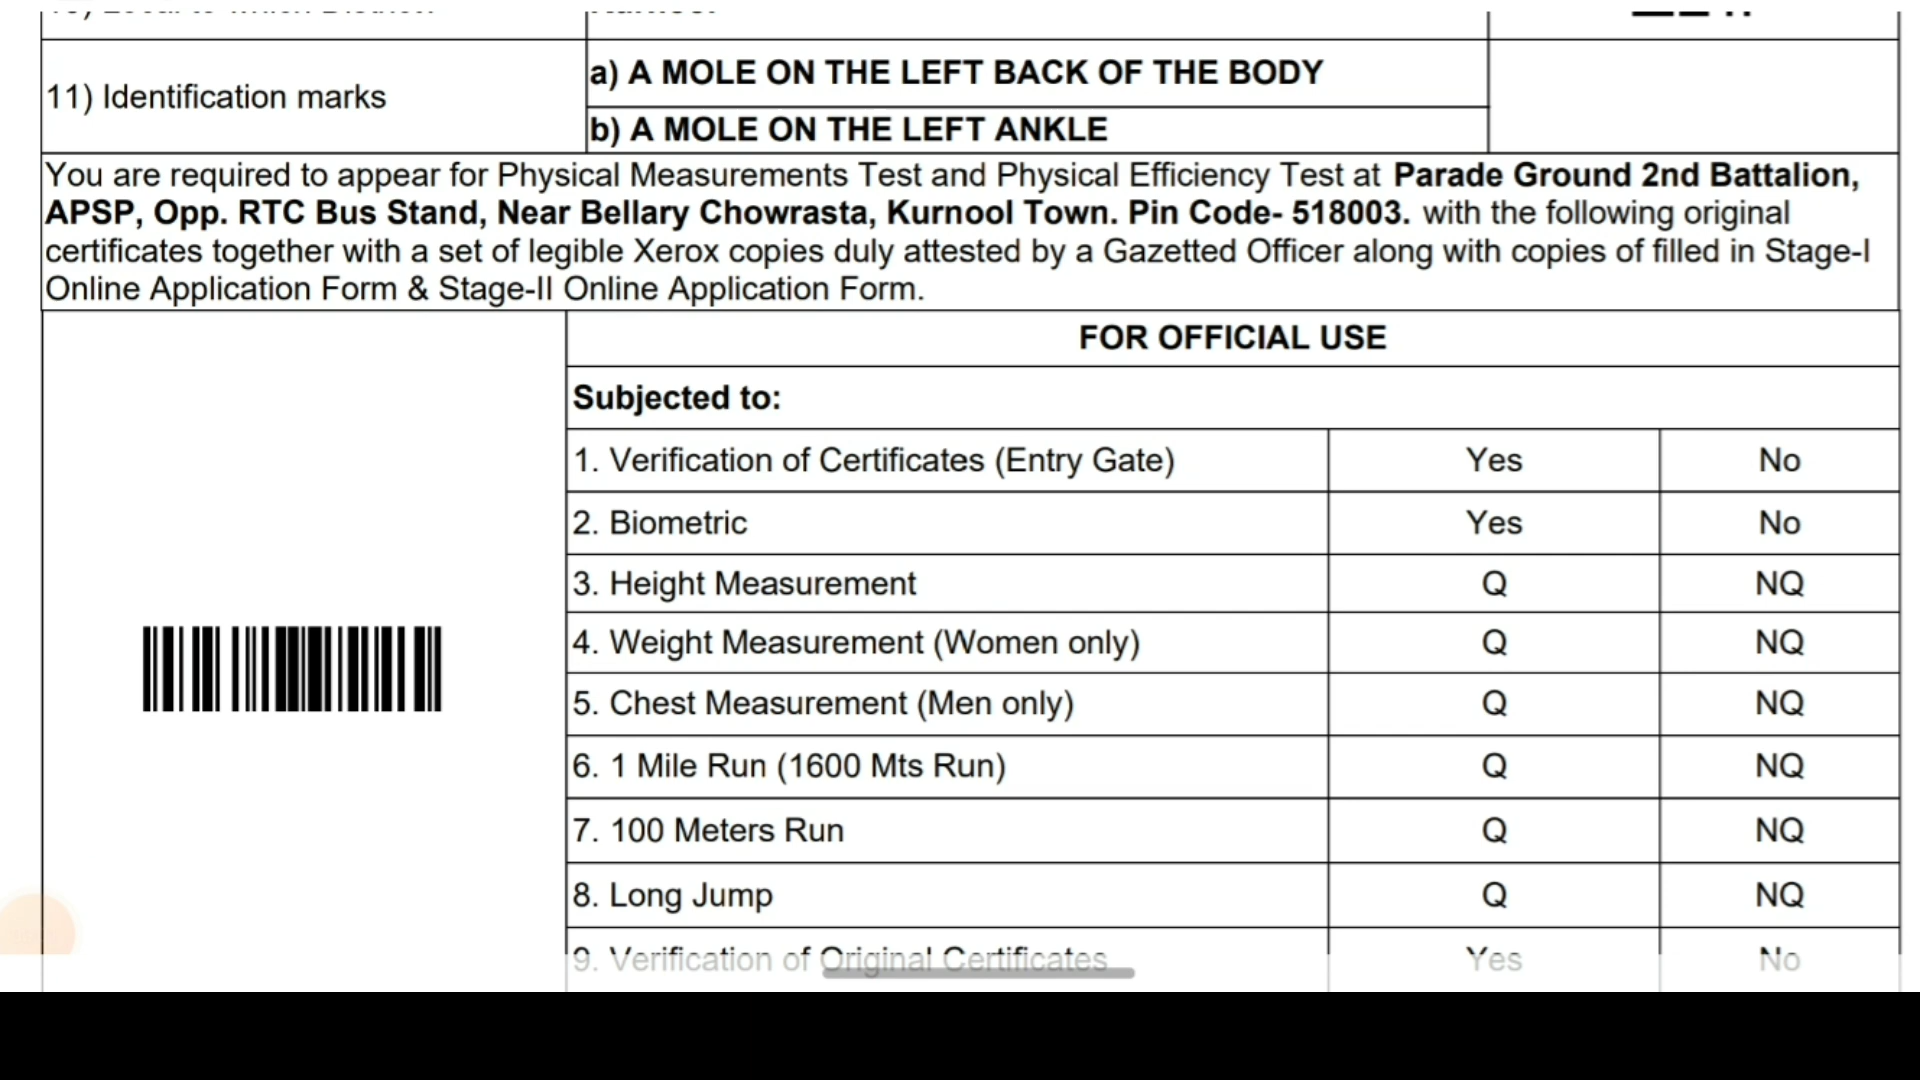 11) Identification marks
a) A MOLE ON THE LEFT BACK OF THE BODY
b) A MOLE ON THE LEFT ANKLE
You are required to appear for Physical Measurements Test and Physical Efficiency Test at Parade Ground 2nd Battalion,
APSP, Opp. RTC Bus Stand, Near Bellary Chowrasta, Kurnool Town. Pin Code- 518003. with the following original
certificates together with a set of legible Xerox copies duly attested by a Gazetted Officer along with copies of filled in Stage-I
Online Application Form & Stage-II Online Application Form.
FOR OFFICIAL USE
Subjected to:
1. Verification of Certificates (Entry Gate) Yes No
2. Biometric Yes No
3. Height Measurement Q NQ
4. Weight Measurement (Women only) Q NQ
5. Chest Measurement (Men only) Q NQ
6. 1 Mile Run (1600 Mts Run) Q NQ
7. 100 Meters Run Q NQ
8. Long Jump Q NQ
9. Verification of Original Certificates Yes No